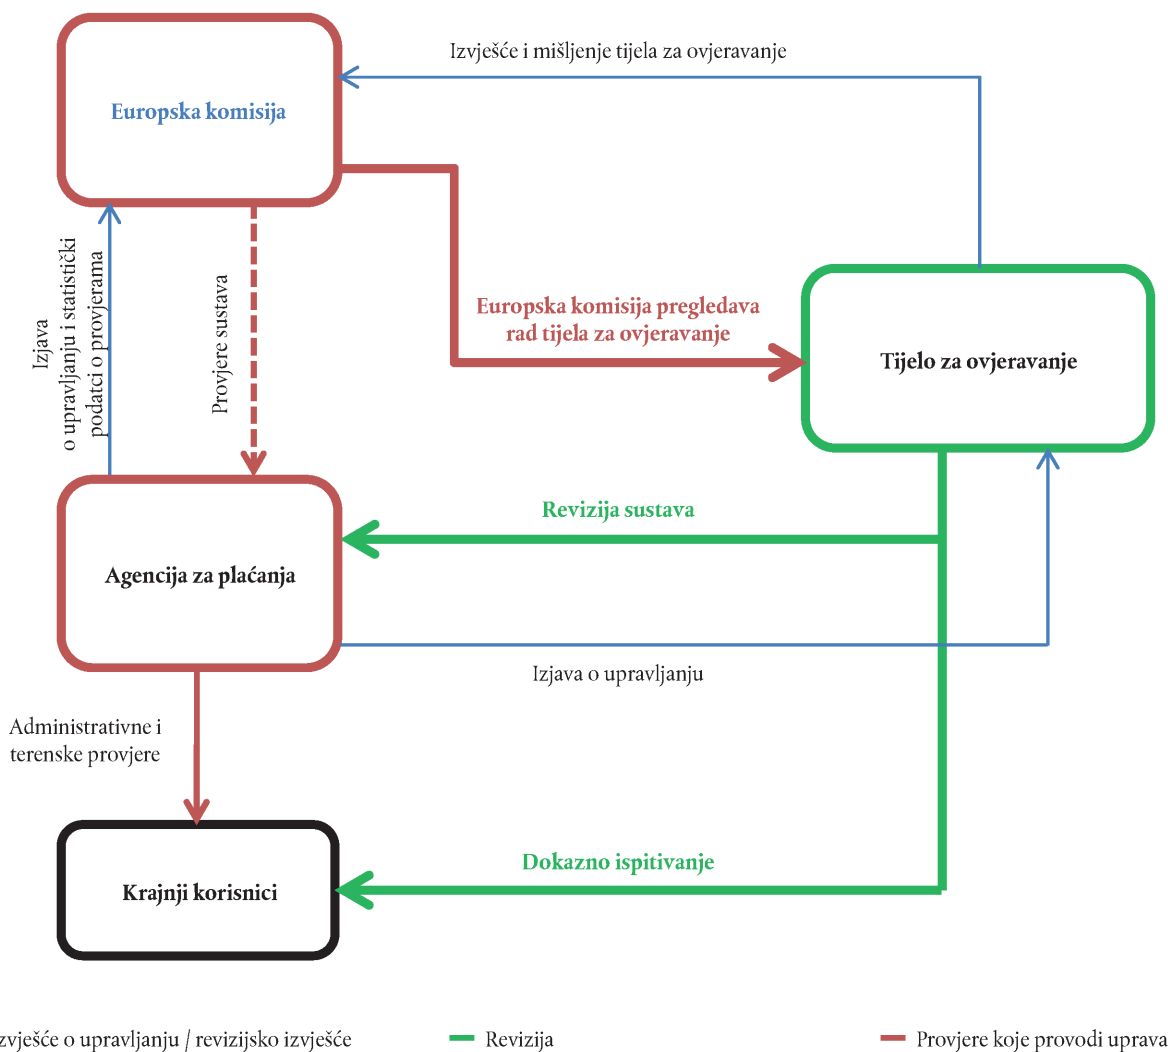 Izvješće i mišljenje tijela za ovjeravanje
Europska komisija
Izjava
o upravljanju i statistički
podatci o provjerama
Provjere sustava
Europska komisija pregledava
rad tijela za ovjeravanje
Tijelo za ovjeravanje
Revizija sustava
Agencija za plaćanja
Izjava o upravljanju
Administrativne i
terenske provjere
Dokazno ispitivanje
Krajnji korisnici
zvješće o upravljanju / revizijsko izvješće
Revizija
Provjere koje provodi uprava